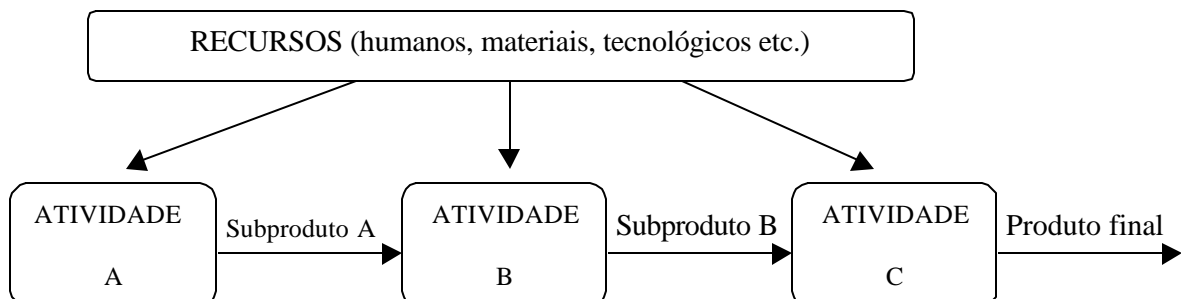 RECURSOS (humanos, materiais, tecnológicos etc.)
ATIVIDADE
A
Subproduto A
ATIVIDADE
B
Subproduto B
ATIVIDADE
C
Produto final